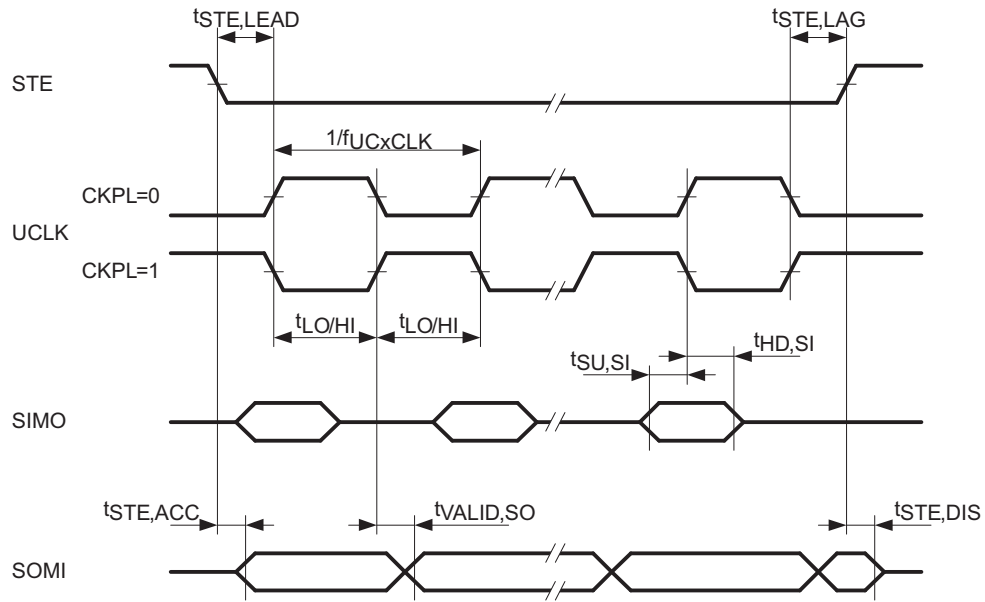 tSTE,LEAD
tSTE,LAG
STE
1/fUCxCLK
CKPL=0
UCLK
CKPL=1
tLO/HI
tLO/HI
tSU,SI
tHD,SI
SIMO
tSTE,ACC
tVALID,SO
tSTE,DIS
SOMI